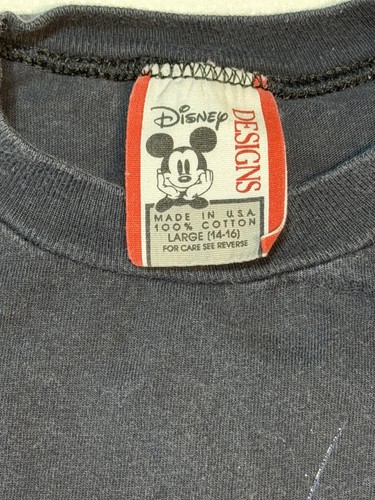 Disney
DESIGNS
MADE IN U.S.A.
100% COTTON
LARGE (14-16)
FOR CARE SEE REVERSE